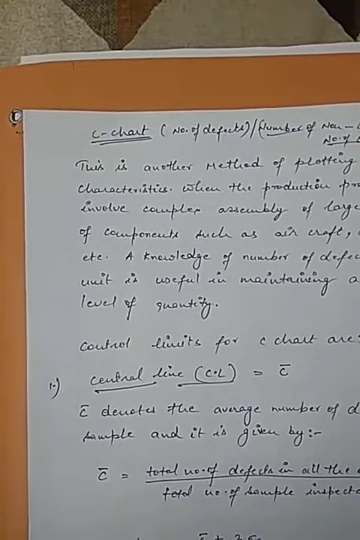 C-chart (No. of defects)/(Number of Non-
No. of
This is another Method of plotting
characteristics. when the production
involve complex assembly of large
of components such as air craft,
etc. A knowledge of number of
unit is useful in maintaining a
level of quantity.
control limits for c chart are:
1.) central line (C.L) = c̄
c̄ denotes the average number of
sample and it is given by:-
c̄ = total no. of defects in all the
total no. of sample